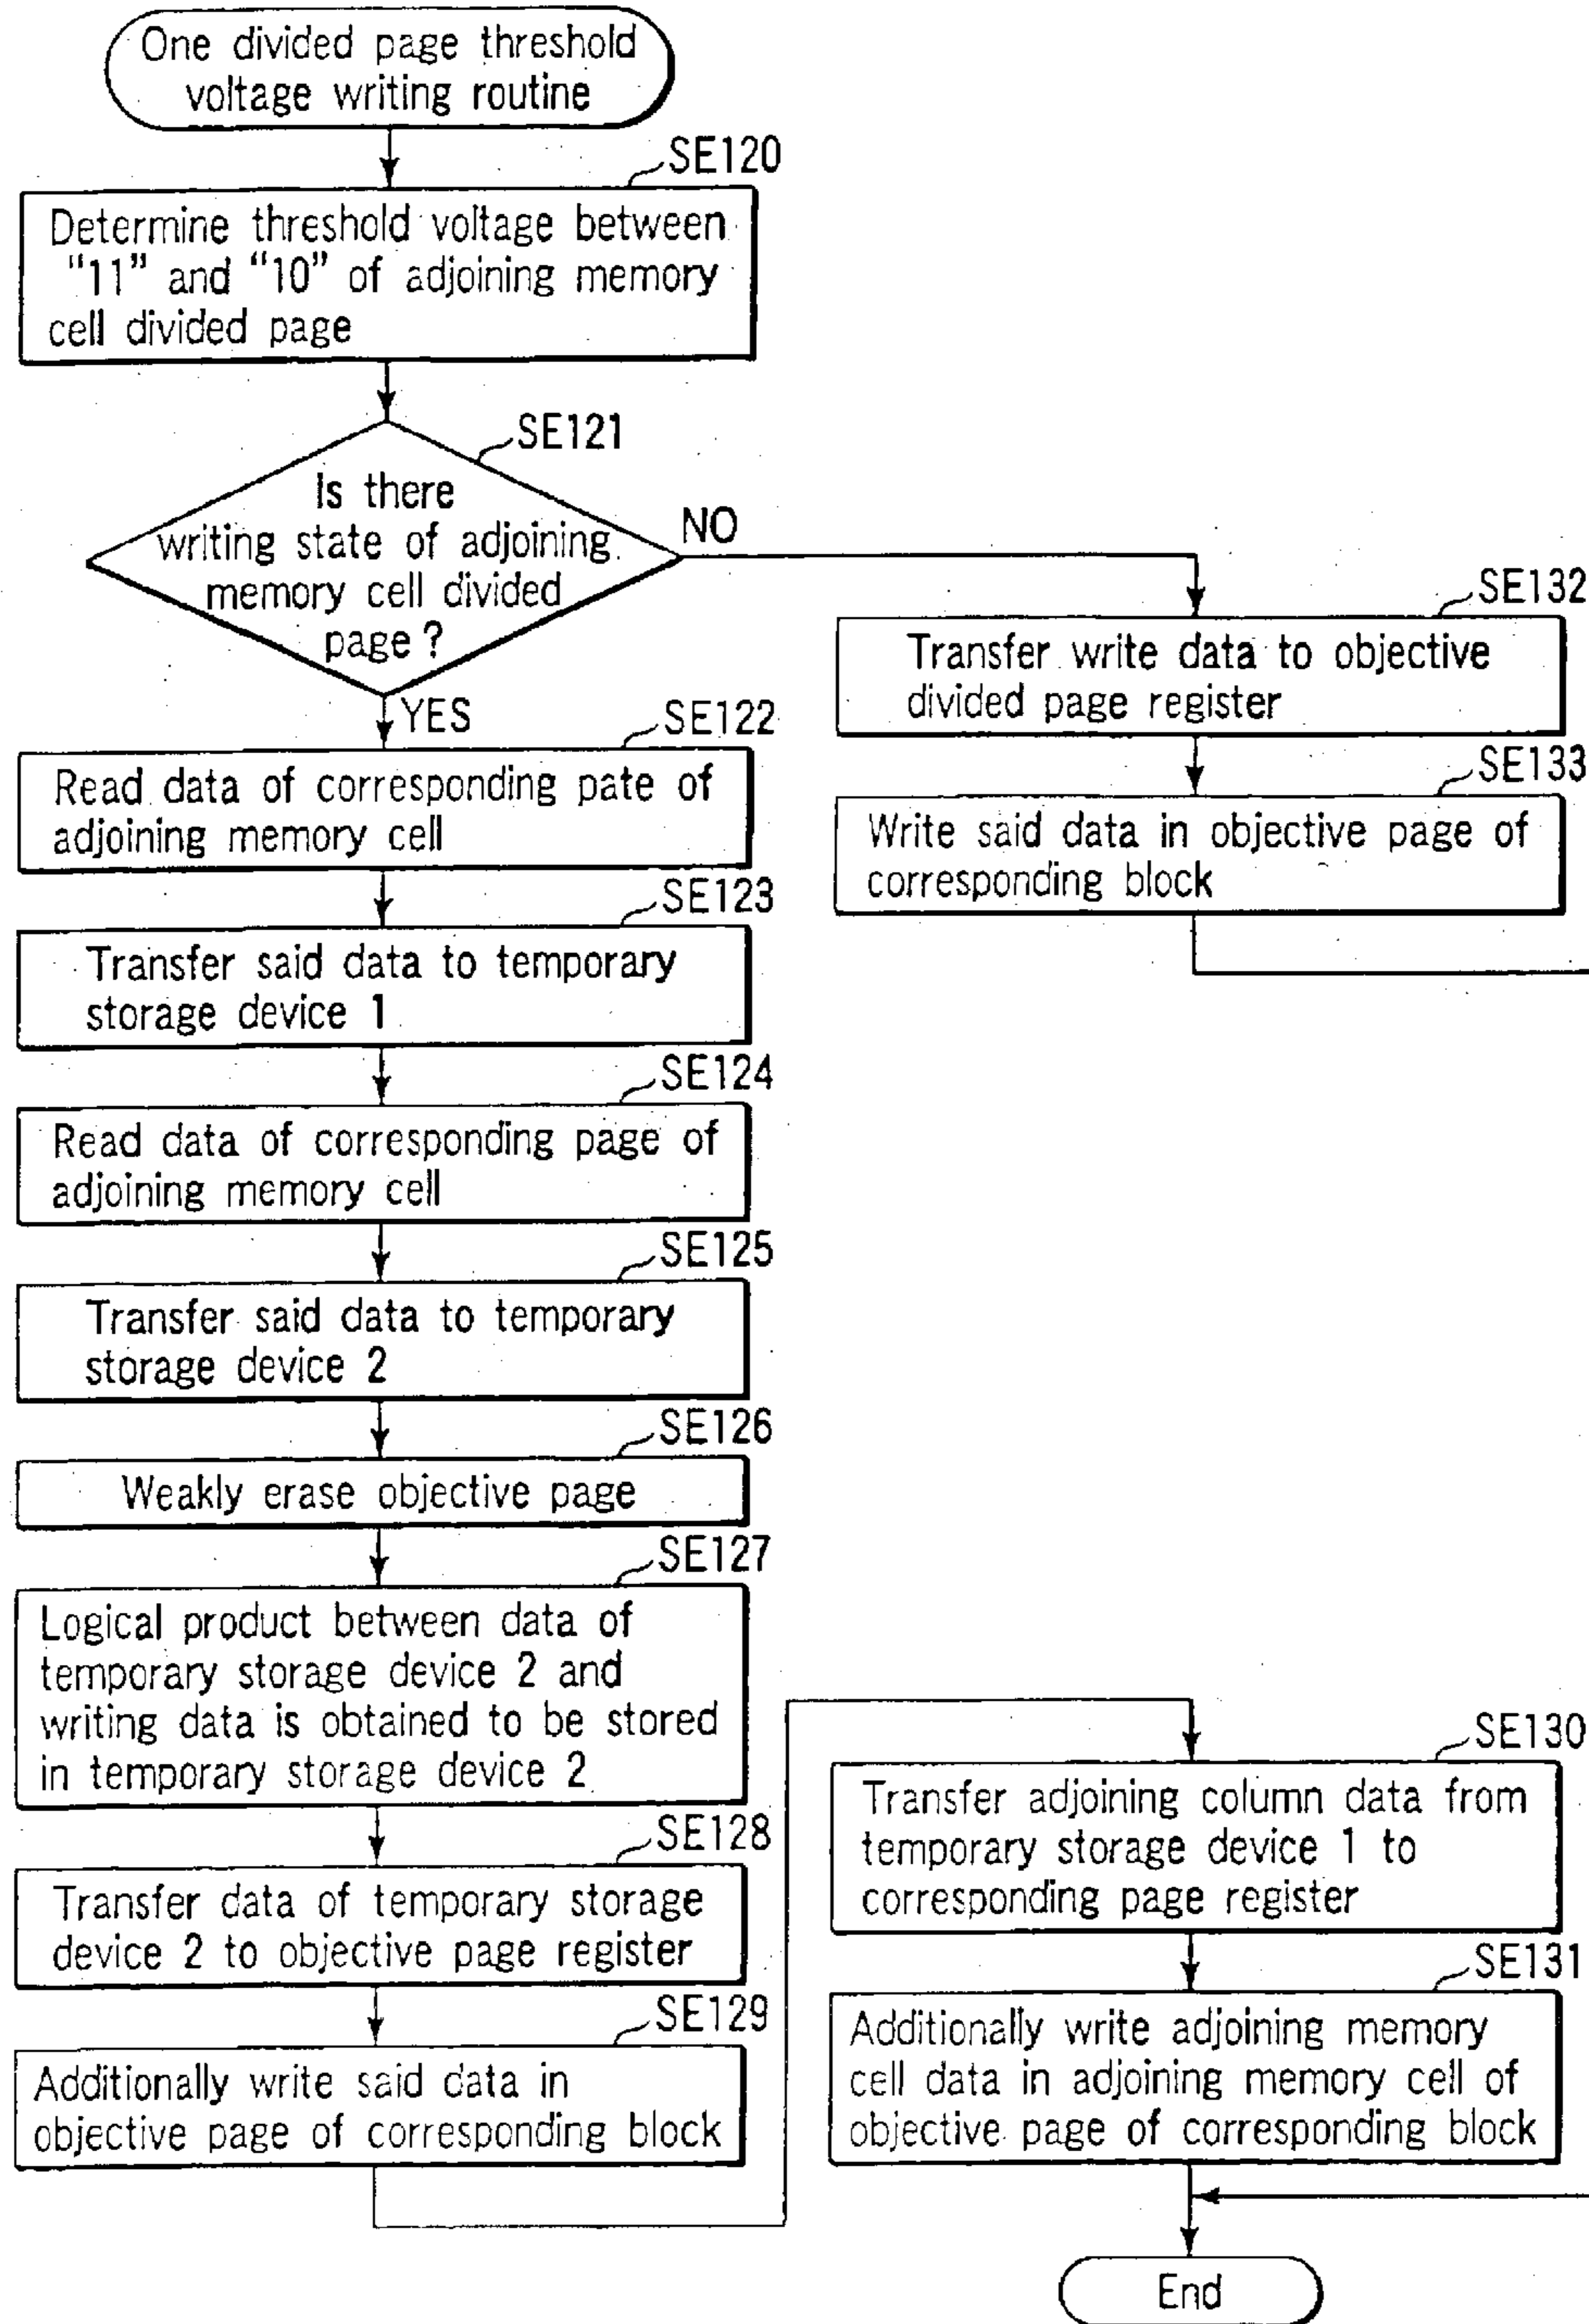 One divided page threshold
voltage writing routine
SE120
Determine threshold voltage between
"11" and "10" of adjoining memory
cell divided page
SE121
Is there
writing state of adjoining
memory cell divided
page ?
NO
YES
SE122
Read data of corresponding pate of
adjoining memory cell
SE123
Transfer said data to temporary
storage device 1
SE124
Read data of corresponding page of
adjoining memory cell
SE125
Transfer said data to temporary
storage device 2
SE126
Weakly erase objective page
SE127
Logical product between data of
temporary storage device 2 and
writing data is obtained to be stored
in temporary storage device 2
SE128
Transfer data of temporary storage
device 2 to objective page register
SE129
Additionally write said data in
objective page of corresponding block
SE132
Transfer write data to objective
divided page register
SE133
Write said data in objective page of
corresponding block
SE130
Transfer adjoining column data from
temporary storage device 1 to
corresponding page register
SE131
Additionally write adjoining memory
cell data in adjoining memory cell of
objective page of corresponding block
End